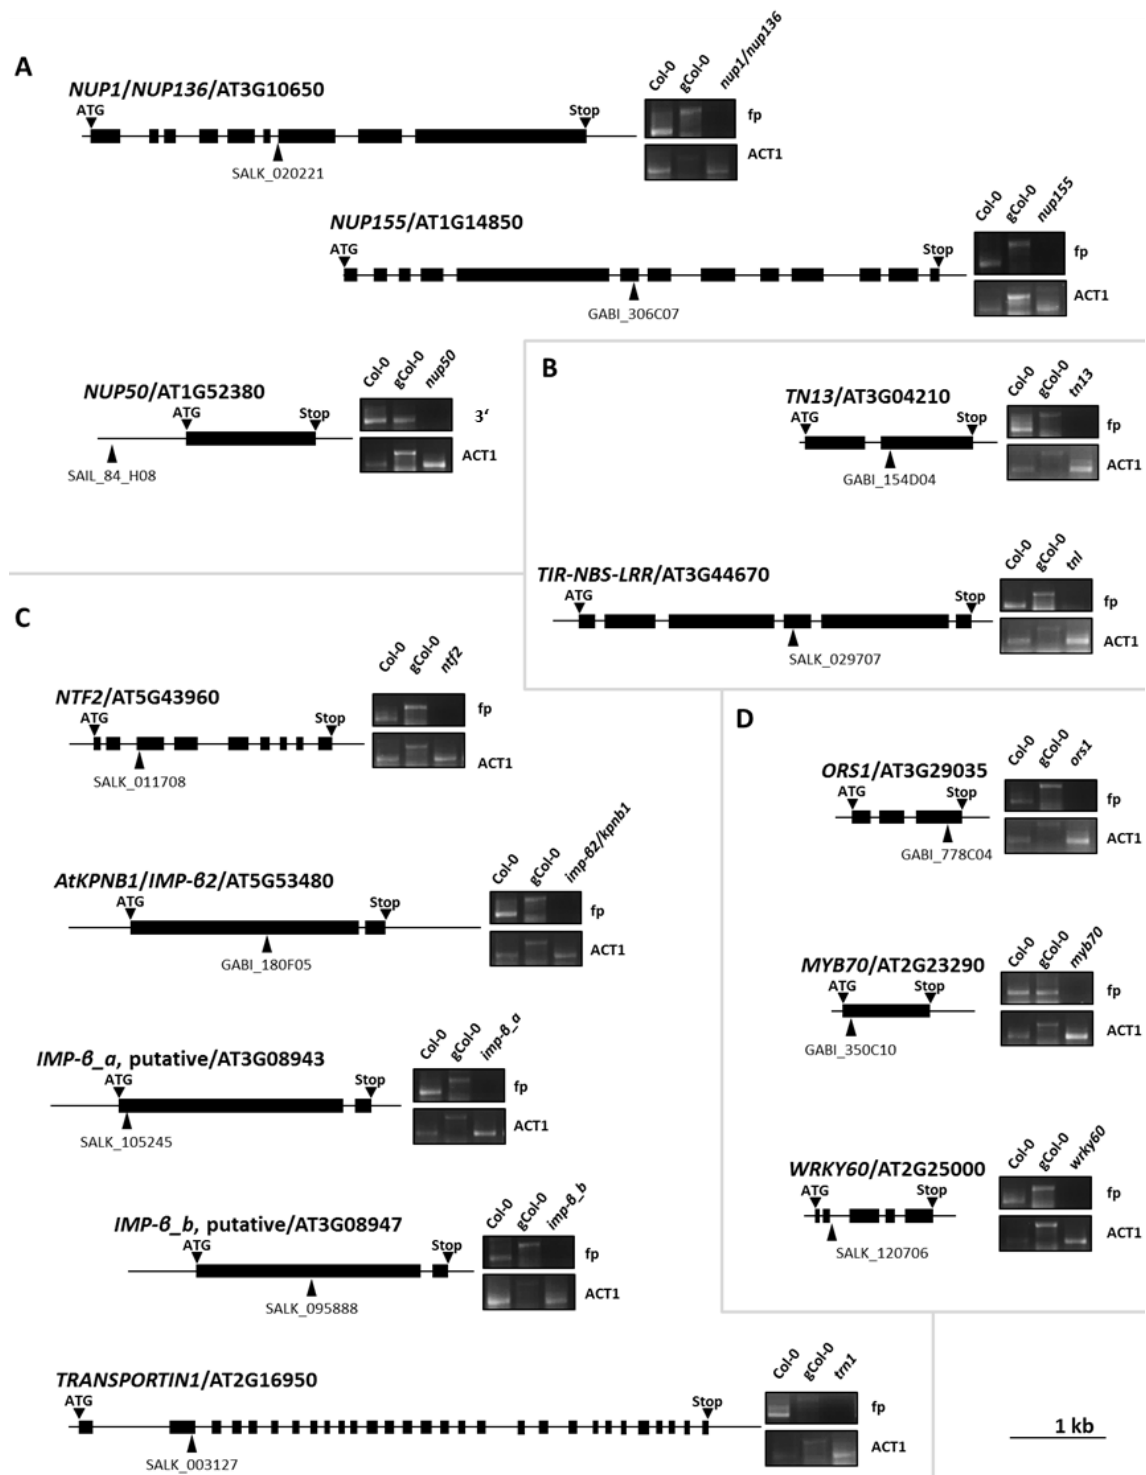 A
NUP1/NUP136/AT3G10650
ATG
Stop
SALK_020221
Col-0
gCol-0
nup1/nup136
fp
ACT1
NUP155/AT1G14850
ATG
Stop
GABI_306C07
Col-0
gCol-0
nup155
fp
ACT1
NUP50/AT1G52380
ATG
Stop
SAIL_84_H08
Col-0
gCol-0
nup50
3‘
ACT1
B
TN13/AT3G04210
ATG
Stop
GABI_154D04
Col-0
gCol-0
tn13
fp
ACT1
TIR-NBS-LRR/AT3G44670
ATG
Stop
SALK_029707
Col-0
gCol-0
tnl
fp
ACT1
C
NTF2/AT5G43960
ATG
Stop
SALK_011708
Col-0
gCol-0
ntf2
fp
ACT1
AtKPNB1/IMP-β2/AT5G53480
ATG
Stop
GABI_180F05
Col-0
gCol-0
imp-β2/kpnb1
fp
ACT1
IMP-β_a, putative/AT3G08943
ATG
Stop
SALK_105245
Col-0
gCol-0
imp-β_a
fp
ACT1
IMP-β_b, putative/AT3G08947
ATG
Stop
SALK_095888
Col-0
gCol-0
imp-β_b
fp
ACT1
TRANSPORTIN1/AT2G16950
ATG
Stop
SALK_003127
Col-0
gCol-0
trn1
fp
ACT1
D
ORS1/AT3G29035
ATG
Stop
GABI_778C04
Col-0
gCol-0
ors1
fp
ACT1
MYB70/AT2G23290
ATG
Stop
GABI_350C10
Col-0
gCol-0
myb70
fp
ACT1
WRKY60/AT2G25000
ATG
Stop
SALK_120706
Col-0
gCol-0
wrky60
fp
ACT1
1 kb